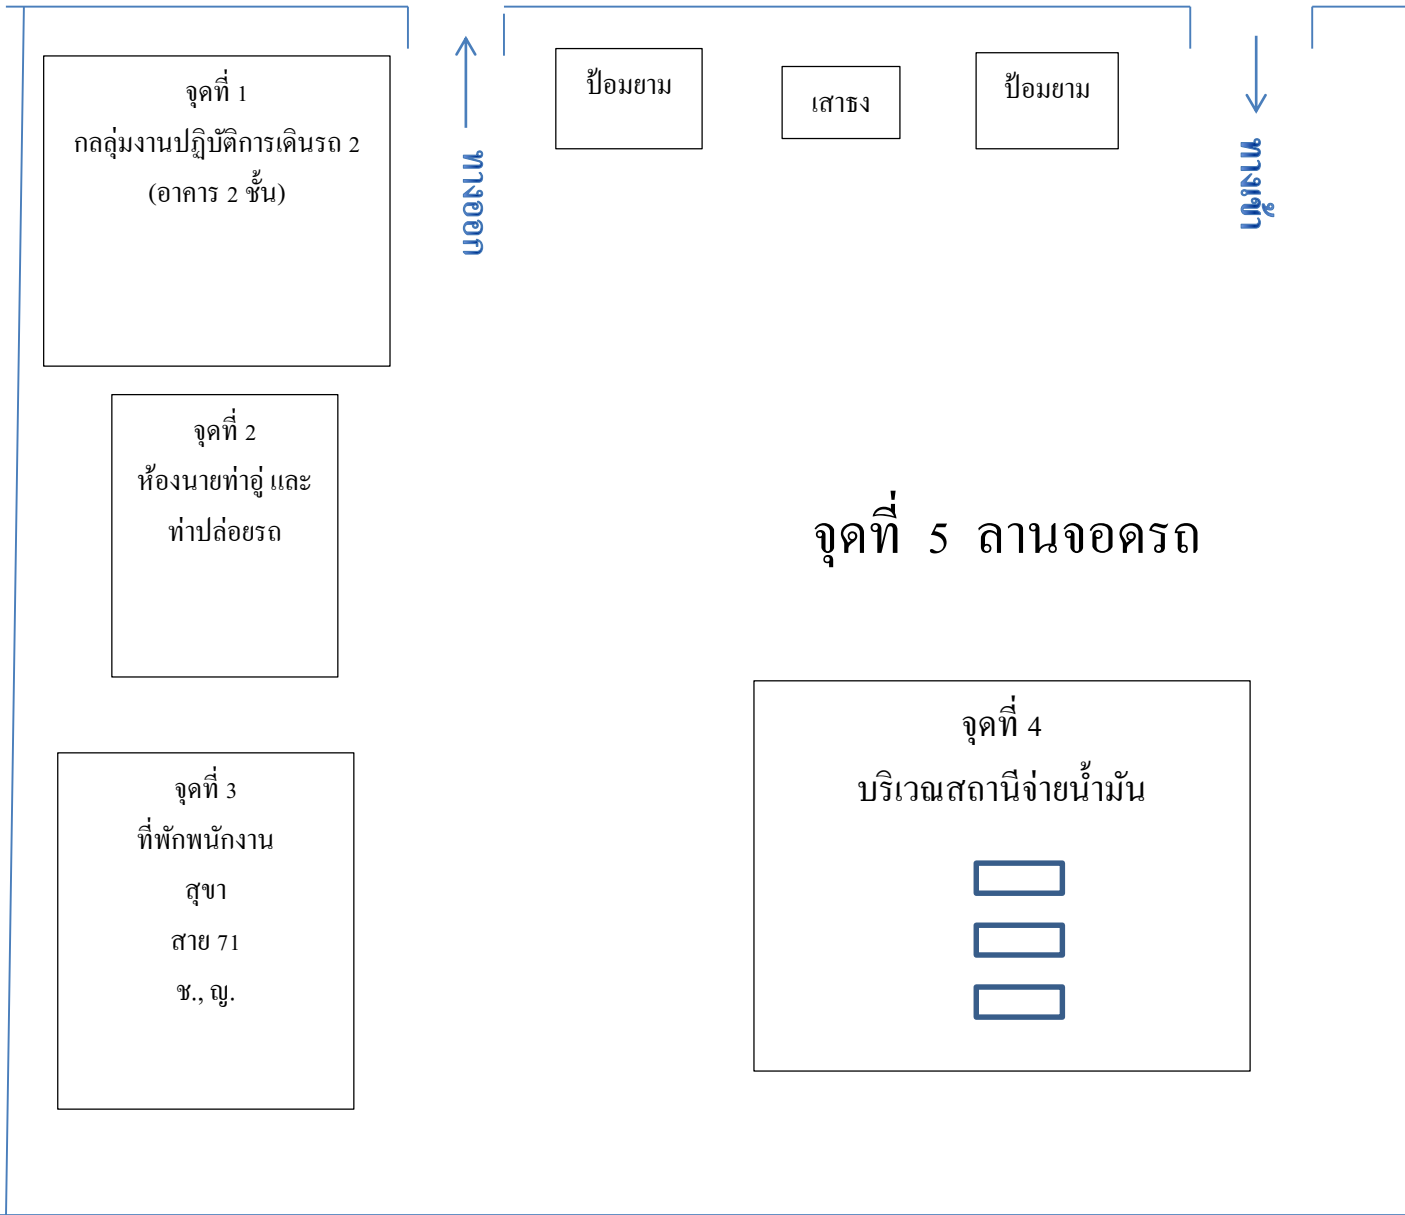 จุดที่ 1
กลลุ่มงานปฏิบัติการเดินรถ 2
(อาคาร 2 ชั้น)
ทางออก
ป้อมยาม
เสาธง
ป้อมยาม
ทางเข้า
จุดที่ 2
ห้องนายท่าอู่ และ
ท่าปล่อยรถ
จุดที่ 5 ลานจอดรถ
จุดที่ 3
ที่พักพนักงาน
สุขา
สาย 71
ช., ญ.
จุดที่ 4
บริเวณสถานีจ่ายน้ำมัน